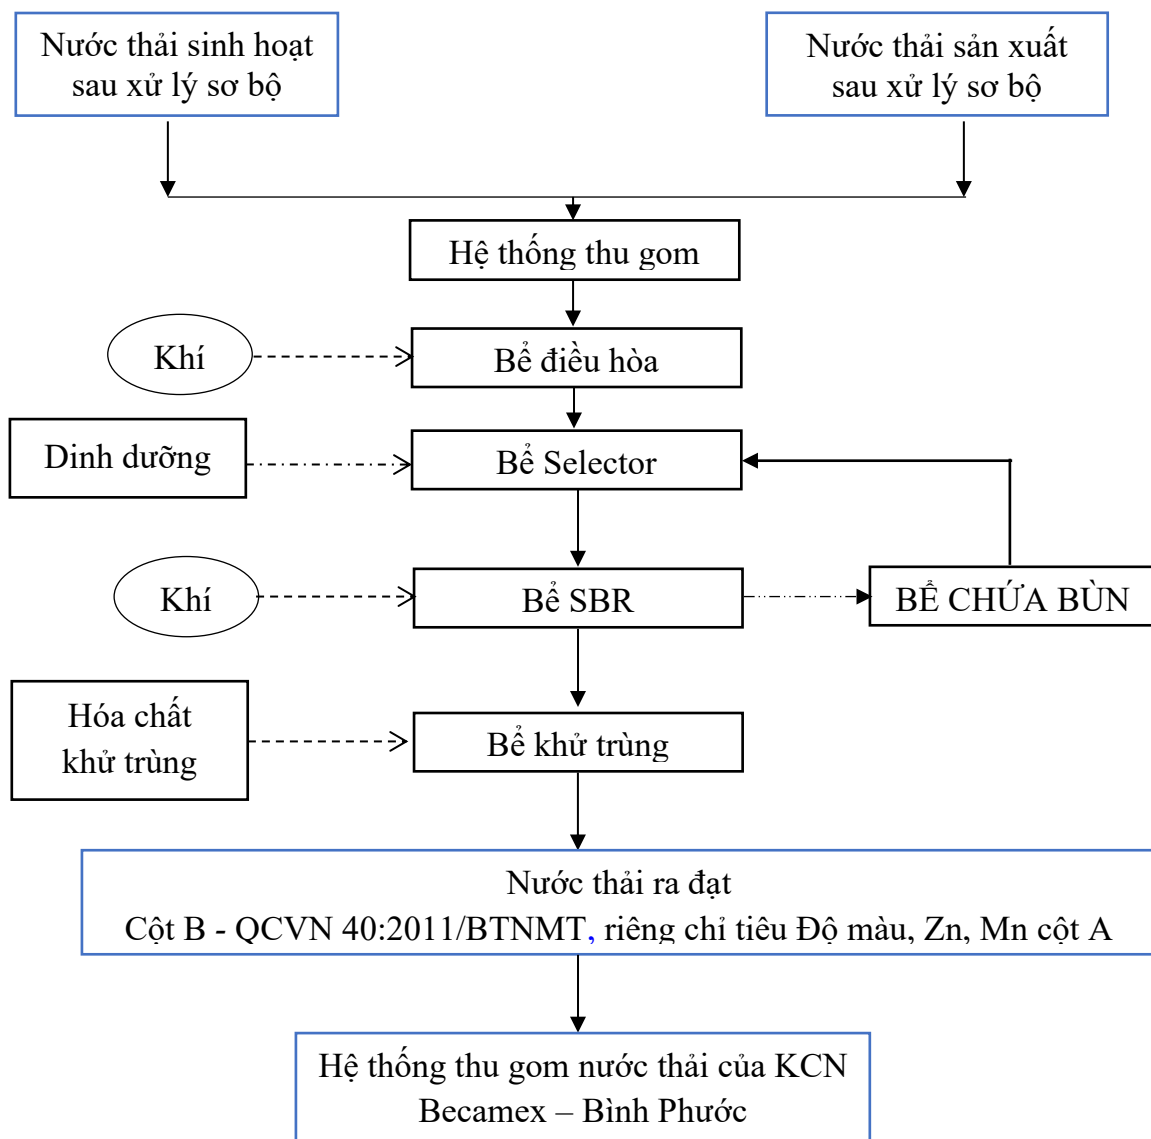 Nước thải sinh hoạt
sau xử lý sơ bộ
Nước thải sản xuất
sau xử lý sơ bộ
Hệ thống thu gom
Khí
Bể điều hòa
Dinh dưỡng
Bể Selector
Khí
Bể SBR
BỂ CHỨA BÙN
Hóa chất
khử trùng
Bể khử trùng
Nước thải ra đạt
Cột B - QCVN 40:2011/BTNMT, riêng chỉ tiêu Độ màu, Zn, Mn cột A
Hệ thống thu gom nước thải của KCN
Becamex – Bình Phước